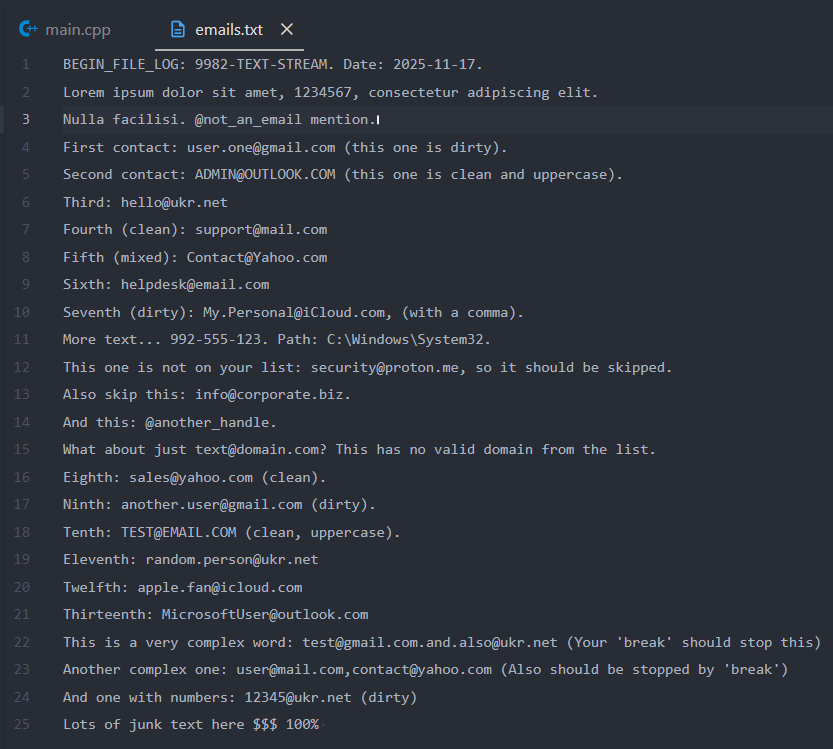 main.cpp emails.txt
1 BEGIN_FILE_LOG: 9982-TEXT-STREAM. Date: 2025-11-17.
2 Lorem ipsum dolor sit amet, 1234567, consectetur adipiscing elit.
3 Nulla facilisi. @not_an_email mention.
4 First contact: user.one@gmail.com (this one is dirty).
5 Second contact: ADMIN@OUTLOOK.COM (this one is clean and uppercase).
6 Third: hello@ukr.net
7 Fourth (clean): support@mail.com
8 Fifth (mixed): Contact@Yahoo.com
9 Sixth: helpdesk@email.com
10 Seventh (dirty): My.Personal@iCloud.com, (with a comma).
11 More text... 992-555-123. Path: C:\Windows\System32.
12 This one is not on your list: security@proton.me, so it should be skipped.
13 Also skip this: info@corporate.biz.
14 And this: @another_handle.
15 What about just text@domain.com? This has no valid domain from the list.
16 Eighth: sales@yahoo.com (clean).
17 Ninth: another.user@gmail.com (dirty).
18 Tenth: TEST@EMAIL.COM (clean, uppercase).
19 Eleventh: random.person@ukr.net
20 Twelfth: apple.fan@icloud.com
21 Thirteenth: MicrosoftUser@outlook.com
22 This is a very complex word: test@gmail.com.and.also@ukr.net (Your 'break' should stop this)
23 Another complex one: user@mail.com,contact@yahoo.com (Also should be stopped by 'break')
24 And one with numbers: 12345@ukr.net (dirty)
25 Lots of junk text here $$$ 100%